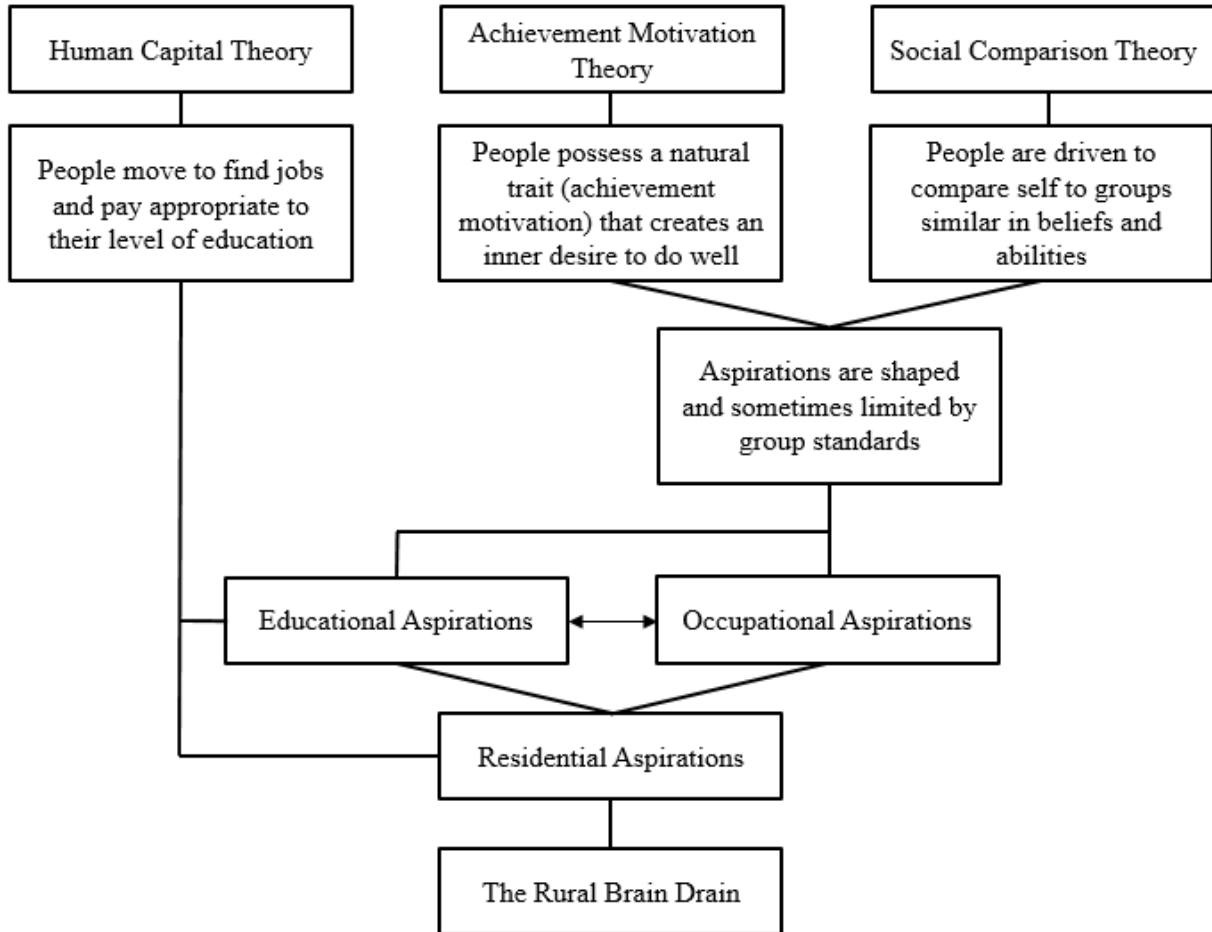 Human Capital Theory
Achievement Motivation
Theory
Social Comparison Theory
People move to find jobs
and pay appropriate to
their level of education
People possess a natural
trait (achievement
motivation) that creates an
inner desire to do well
People are driven to
compare self to groups
similar in beliefs and
abilities
Aspirations are shaped
and sometimes limited by
group standards
Educational Aspirations
Occupational Aspirations
Residential Aspirations
The Rural Brain Drain